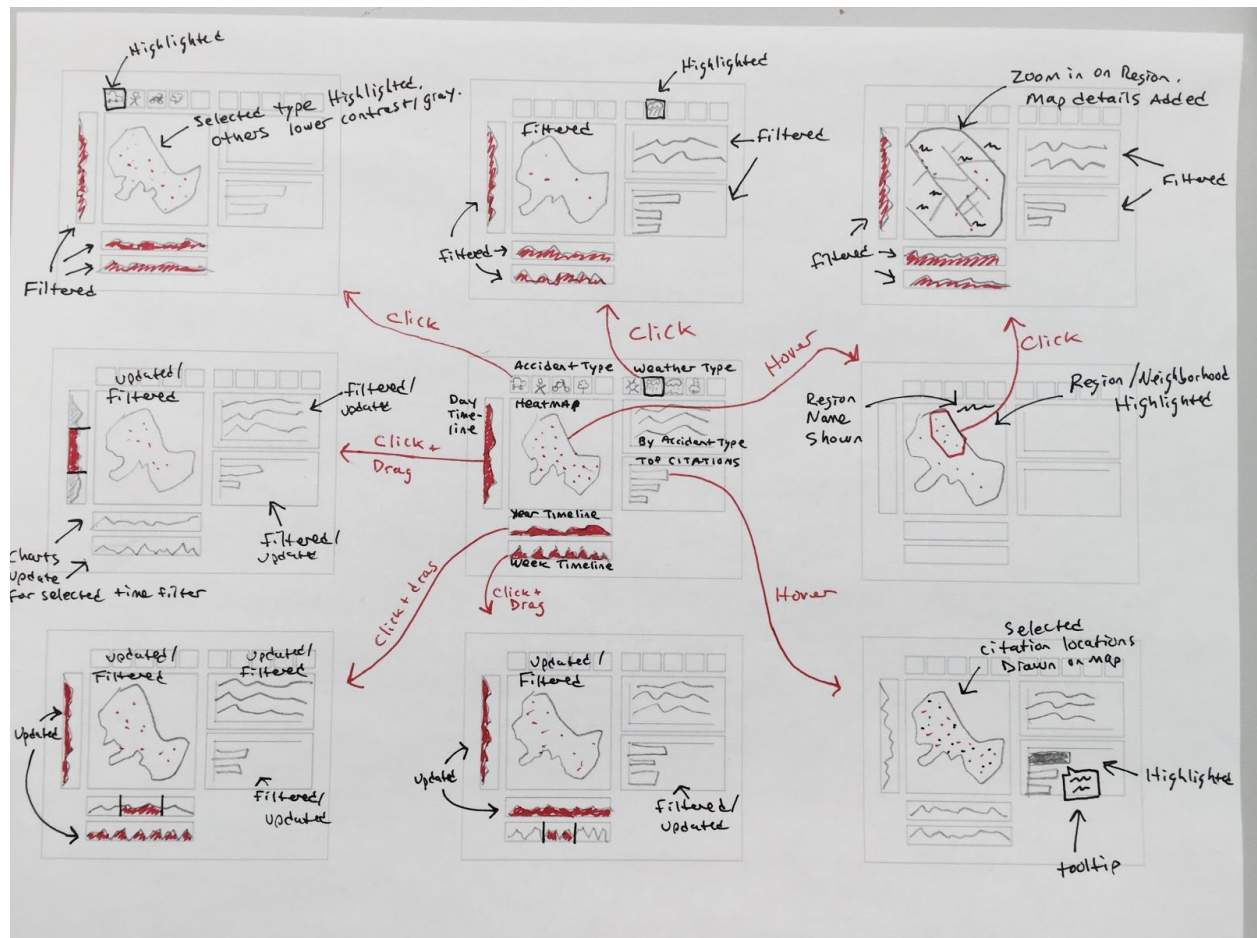 Highlighted
Selected Type Highlighted.
others lower contrast/gray.
Filtered
Highlighted
Filtered
Filtered
Filtered
Zoom in on Region.
Map details Added
Filtered
Filtered
Click
Click
Hover
Click
Updated/
Filtered
Filtered/
update
Filtered/
update
Charts
update
for selected time filter
Click +
Drag
Accident Type
Weather Type
Day
Time-
line
Heatmap
By Accident Type
Top Citations
Year Timeline
Week Timeline
Region
Name
Shown
Region/Neighborhood
Highlighted
Click + drag
Click +
Drag
Hover
updated/
Filtered
updated/
Filtered
updated
Filtered/
updated
updated/
Filtered
updated
Filtered/
updated
Selected
citation locations
Drawn on map
Highlighted
tooltip